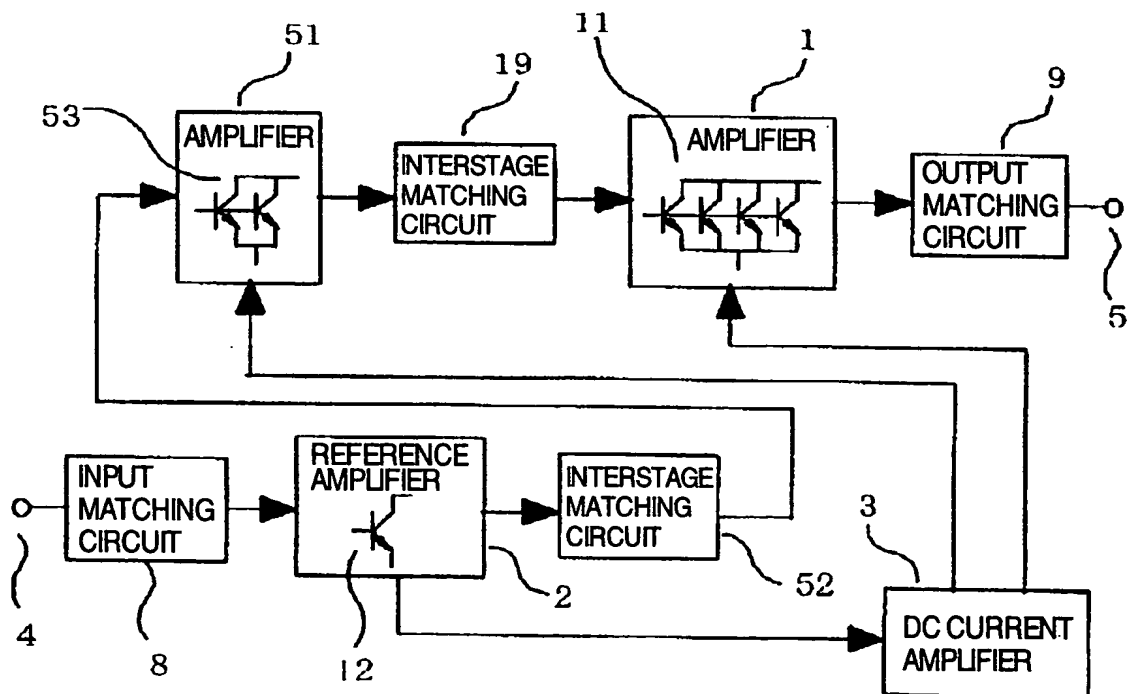 51
19
11
1
9
53
AMPLIFIER
INTERSTAGE
MATCHING
CIRCUIT
AMPLIFIER
OUTPUT
MATCHING
CIRCUIT
5
INPUT
MATCHING
CIRCUIT
REFERENCE
AMPLIFIER
INTERSTAGE
MATCHING
CIRCUIT
3
4
8
12
2
52
DC CURRENT
AMPLIFIER